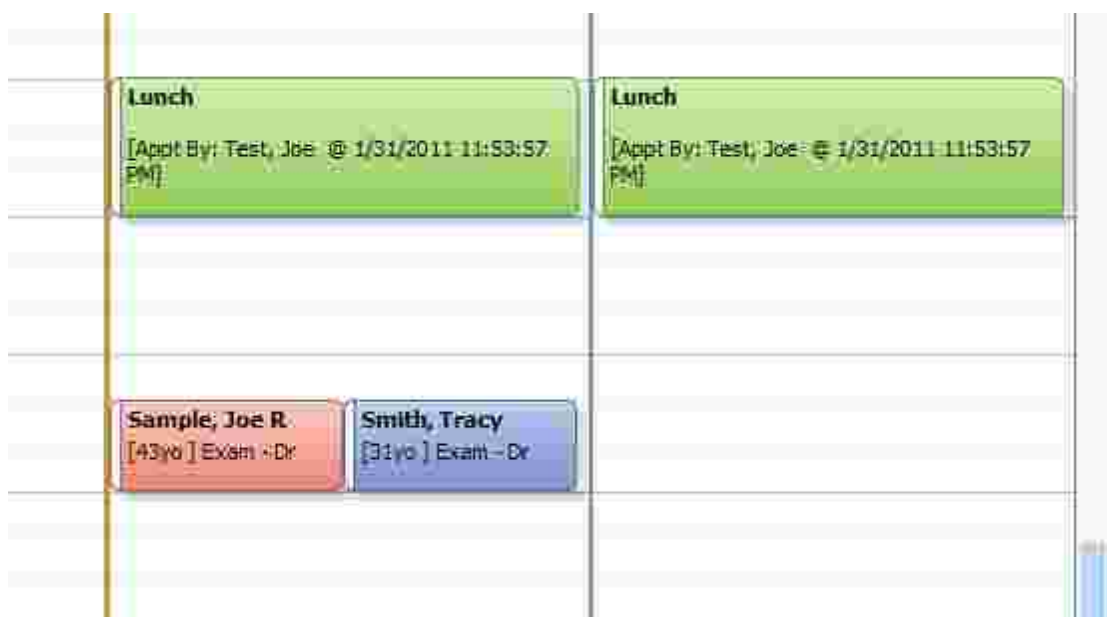 Lunch
[Appt By: Test, Joe @ 1/31/2011 11:53:57
PM]
Lunch
[Appt By: Test, Joe @ 1/31/2011 11:53:57
PM]
Sample, Joe R
[43yo ] Exam - Dr
Smith, Tracy
[31yo ] Exam - Dr